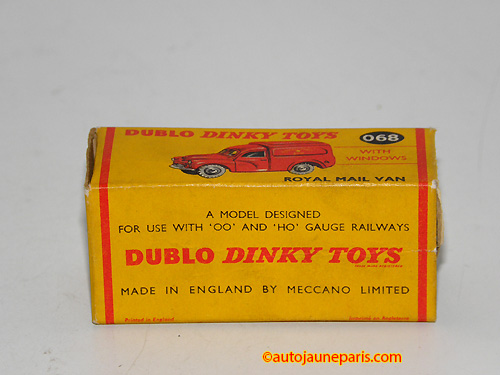 DUBLO DINKY TOYS
068
WITH
WINDOWS
ROYAL MAIL VAN
A MODEL DESIGNED
FOR USE WITH 'OO' AND 'HO' GAUGE RAILWAYS
DUBLO DINKY TOYS
MADE IN ENGLAND BY MECCANO LIMITED
Printed in England
©autojauneparis.com